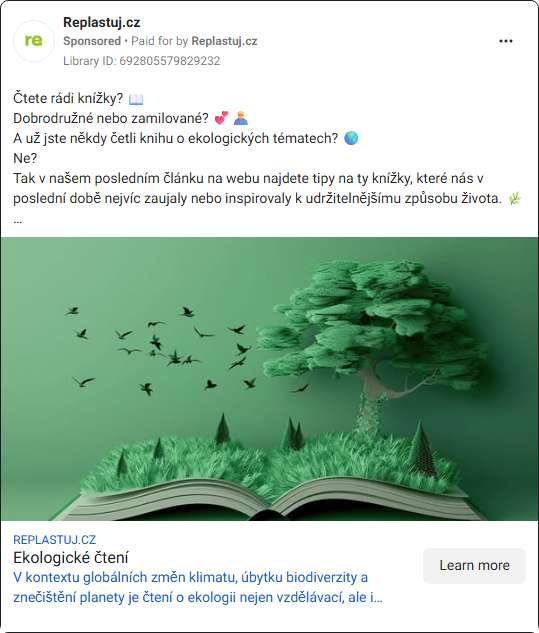 re
Replastuj.cz
Sponsored • Paid for by Replastuj.cz
Library ID: 692805579829232
Čtete rádi knížky? 📖
Dobrodružné nebo zamilované? 💕 🙇
A už jste někdy četli knihu o ekologických tématech? 🌎
Ne?
Tak v našem posledním článku na webu najdete tipy na ty knížky, které nás v
poslední době nejvíc zaujaly nebo inspirovaly k udržitelnějšímu způsobu života. 🌿
...
REPLASTUJ.CZ
Ekologické čtení
V kontextu globálních změn klimatu, úbytku biodiverzity a
znečištění planety je čtení o ekologii nejen vzdělávací, ale i...
Learn more